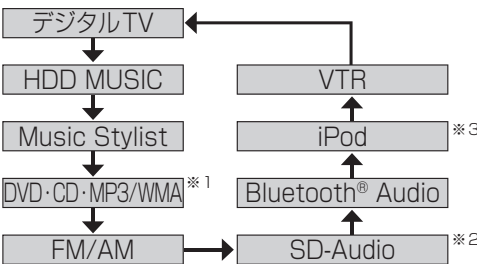 デジタルTV
HDD MUSIC
VTR
Music Stylist
iPod ※3
DVD・CD・MP3/WMA ※1
Bluetooth® Audio
FM/AM
SD-Audio ※2